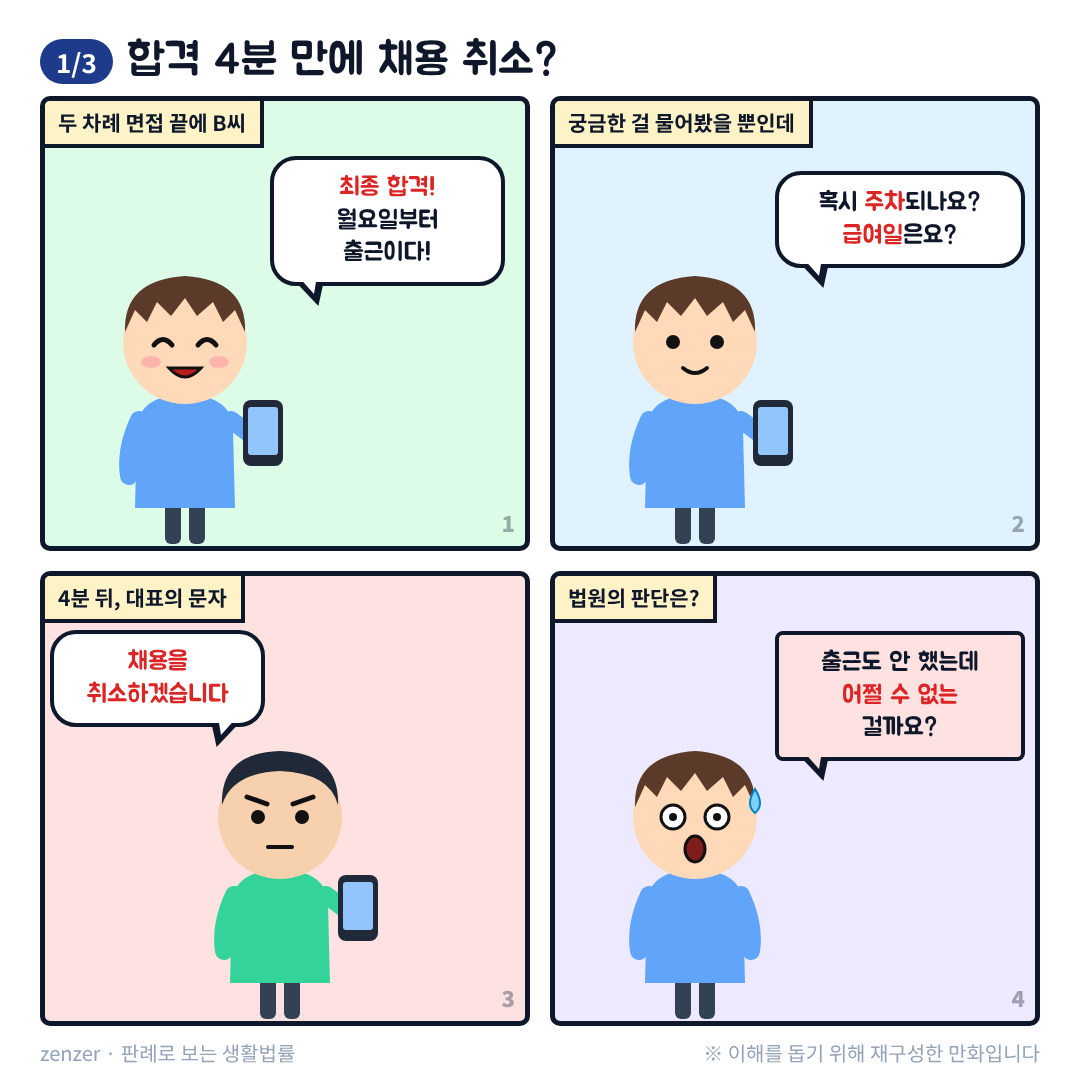 1/3 합격 4분 만에 채용 취소?
두 차례 면접 끝에 B씨
최종 합격!
월요일부터
출근이다!
1
궁금한 걸 물어봤을 뿐인데
혹시 주차되나요?
급여일은요?
2
4분 뒤, 대표의 문자
채용을
취소하겠습니다
3
법원의 판단은?
출근도 안 했는데
어쩔 수 없는
걸까요?
4
zenzer · 판례로 보는 생활법률
※ 이해를 돕기 위해 재구성한 만화입니다